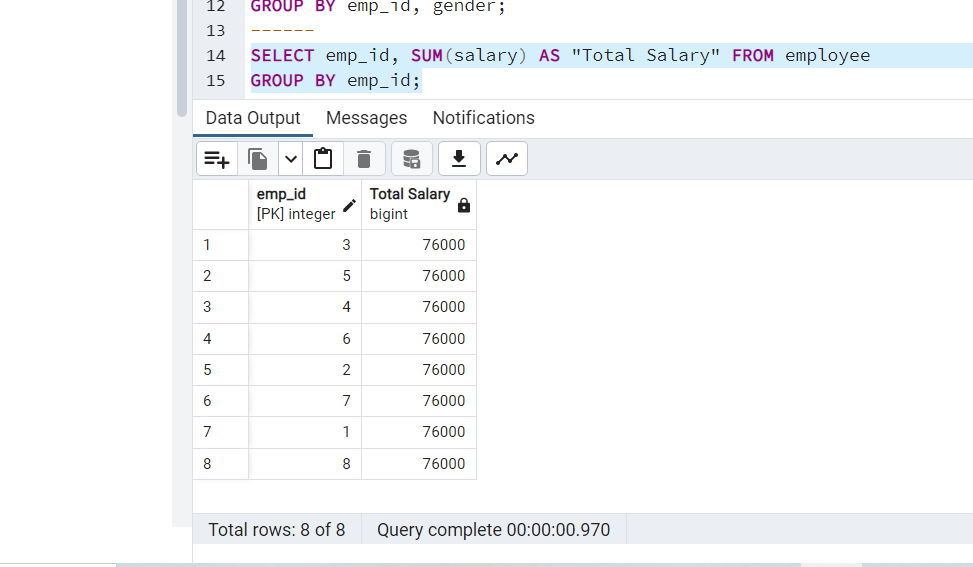 12 GROUP BY emp_id, gender;
13 ------
14 SELECT emp_id, SUM(salary) AS "Total Salary" FROM employee
15 GROUP BY emp_id;
Data Output Messages Notifications
emp_id Total Salary
[PK] integer bigint
1 3 76000
2 5 76000
3 4 76000
4 6 76000
5 2 76000
6 7 76000
7 1 76000
8 8 76000
Total rows: 8 of 8 Query complete 00:00:00.970